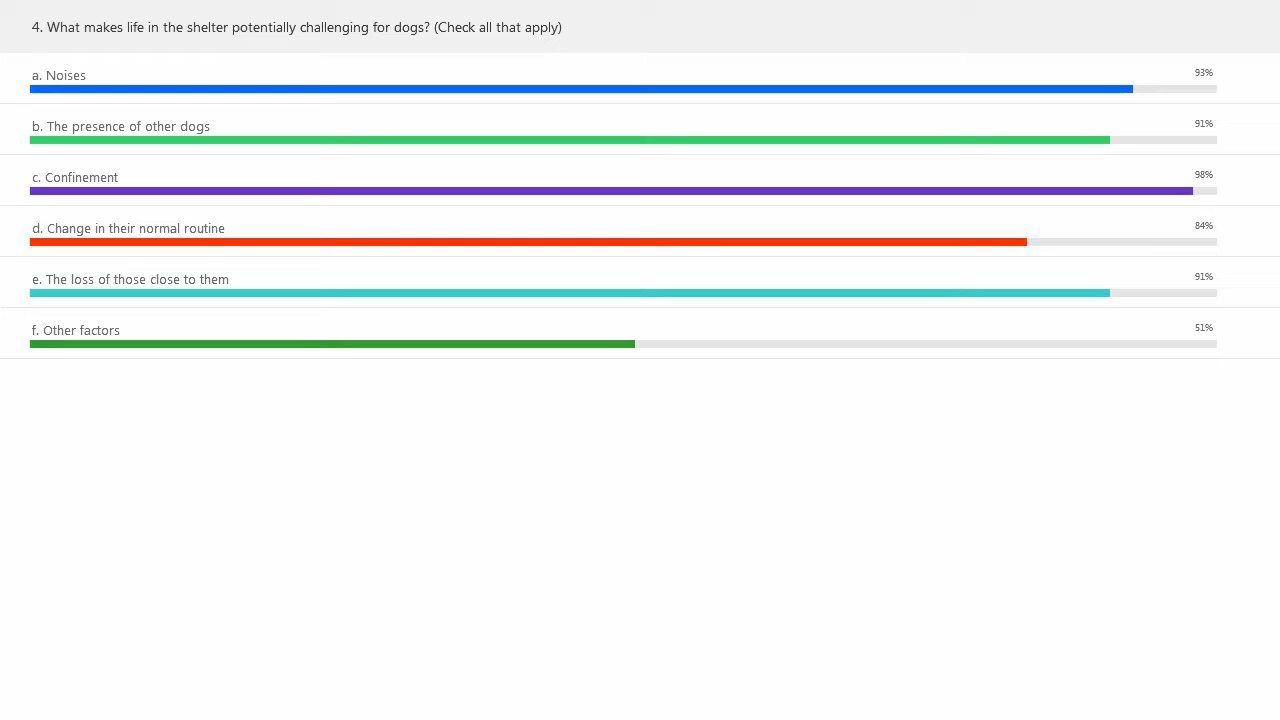 4. What makes life in the shelter potentially challenging for dogs? (Check all that apply)
a. Noises 93%
b. The presence of other dogs 91%
c. Confinement 98%
d. Change in their normal routine 84%
e. The loss of those close to them 91%
f. Other factors 51%